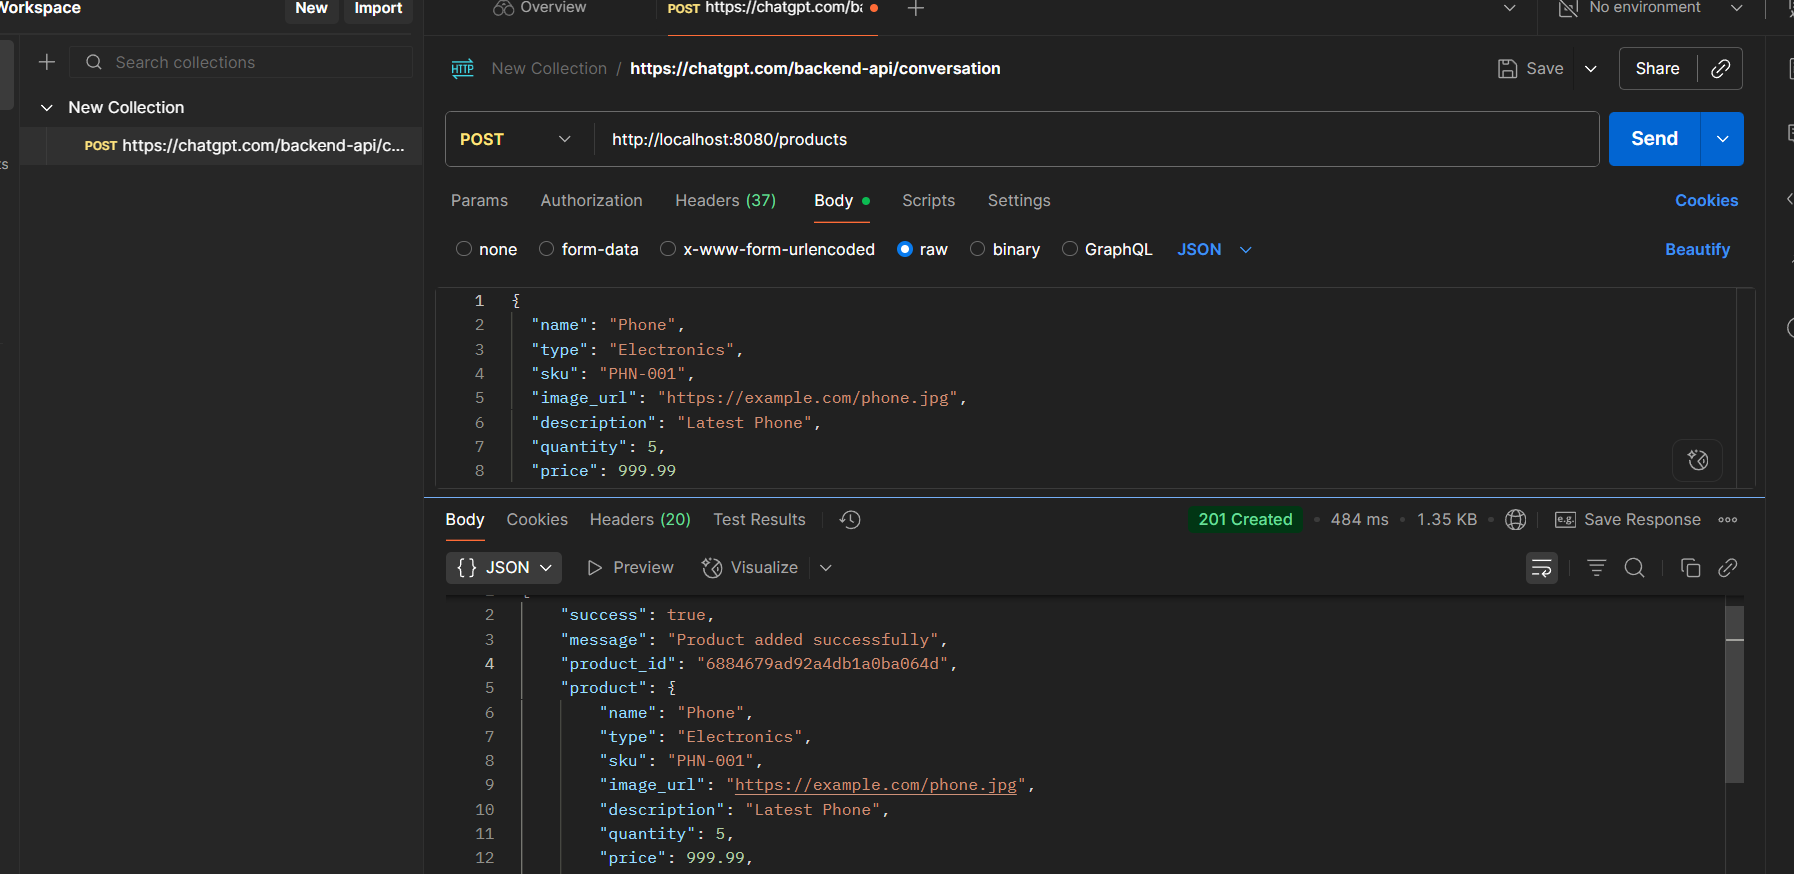 Workspace
New
Import
Overview
POST https://chatgpt.com/ba
No environment
Search collections
New Collection / https://chatgpt.com/backend-api/conversation
Save
Share
New Collection
POST https://chatgpt.com/backend-api/c...
POST
http://localhost:8080/products
Send
Params
Authorization
Headers (37)
Body
Scripts
Settings
Cookies
none
form-data
x-www-form-urlencoded
raw
binary
GraphQL
JSON
Beautify
1 {
2 "name": "Phone",
3 "type": "Electronics",
4 "sku": "PHN-001",
5 "image_url": "https://example.com/phone.jpg",
6 "description": "Latest Phone",
7 "quantity": 5,
8 "price": 999.99
Body
Cookies
Headers (20)
Test Results
201 Created
484 ms
1.35 KB
e.g. Save Response
{} JSON
Preview
Visualize
2 "success": true,
3 "message": "Product added successfully",
4 "product_id": "6884679ad92a4db1a0ba064d",
5 "product": {
6 "name": "Phone",
7 "type": "Electronics",
8 "sku": "PHN-001",
9 "image_url": "https://example.com/phone.jpg",
10 "description": "Latest Phone",
11 "quantity": 5,
12 "price": 999.99,